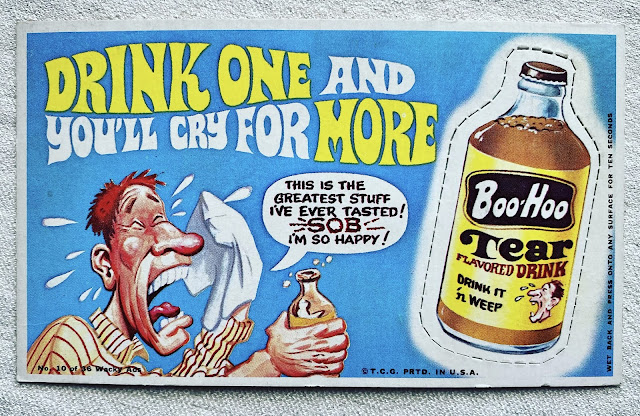 DRINK ONE AND
YOU'LL CRY FOR MORE
THIS IS THE
GREATEST STUFF
I'VE EVER TASTED!
SOB
I'M SO HAPPY!
BOO-HOO
Tear
FLAVORED DRINK
DRINK IT
'N WEEP
WET BACK AND PRESS ONTO ANY SURFACE FOR TEN SECONDS
No. 10 of 36 Wacky Ads
© T.C.G. PRTD. IN U.S.A.